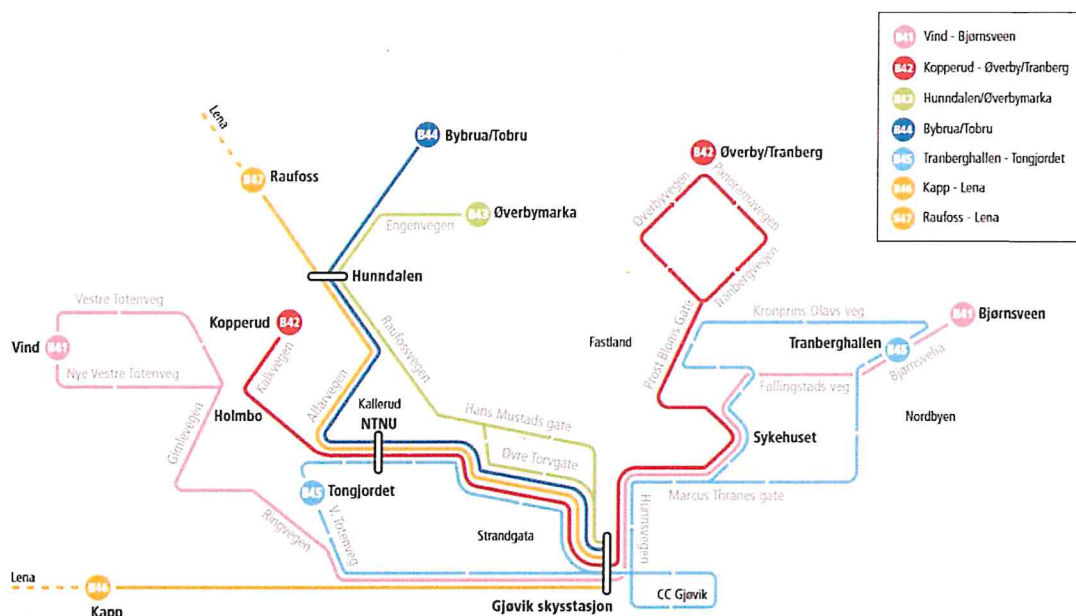 B41 Vind - Bjørnsveen
B42 Kopperud - Øverby/Tranberg
B43 Hunndalen/Øverbymarka
B44 Bybrua/Tobru
B45 Tranberghallen - Tongjordet
B46 Kapp - Lena
B47 Raufoss - Lena
Lena
B47 Raufoss
B44 Bybrua/Tobru
B42 Øverby/Tranberg
Øverbyvegen
Panoramavegen
Tranbergvegen
B43 Øverbymarka
Engenvegen
Hunndalen
Raufossvegen
Vestre Totenveg
Vind B41
Nye Vestre Totenveg
Gimlevegen
Kopperud B42
Kalkvegen
Holmbo
Alfarvegen
Kallerud
NTNU
Hans Mustads gate
Øvre Torvgate
Fastland
Prost Bloms Gate
Kronprins Olavs veg
B41 Bjørnsveen
Tranberghallen
B45
Bjørnsvelia
Follingstads veg
Nordbyen
Sykehuset
Marcus Thranes gate
B45 Tongjordet
V. Totenveg
Ringvegen
Strandgata
Hunnsvegen
Lena
B46
Kapp
Gjøvik skysstasjon
CC Gjøvik